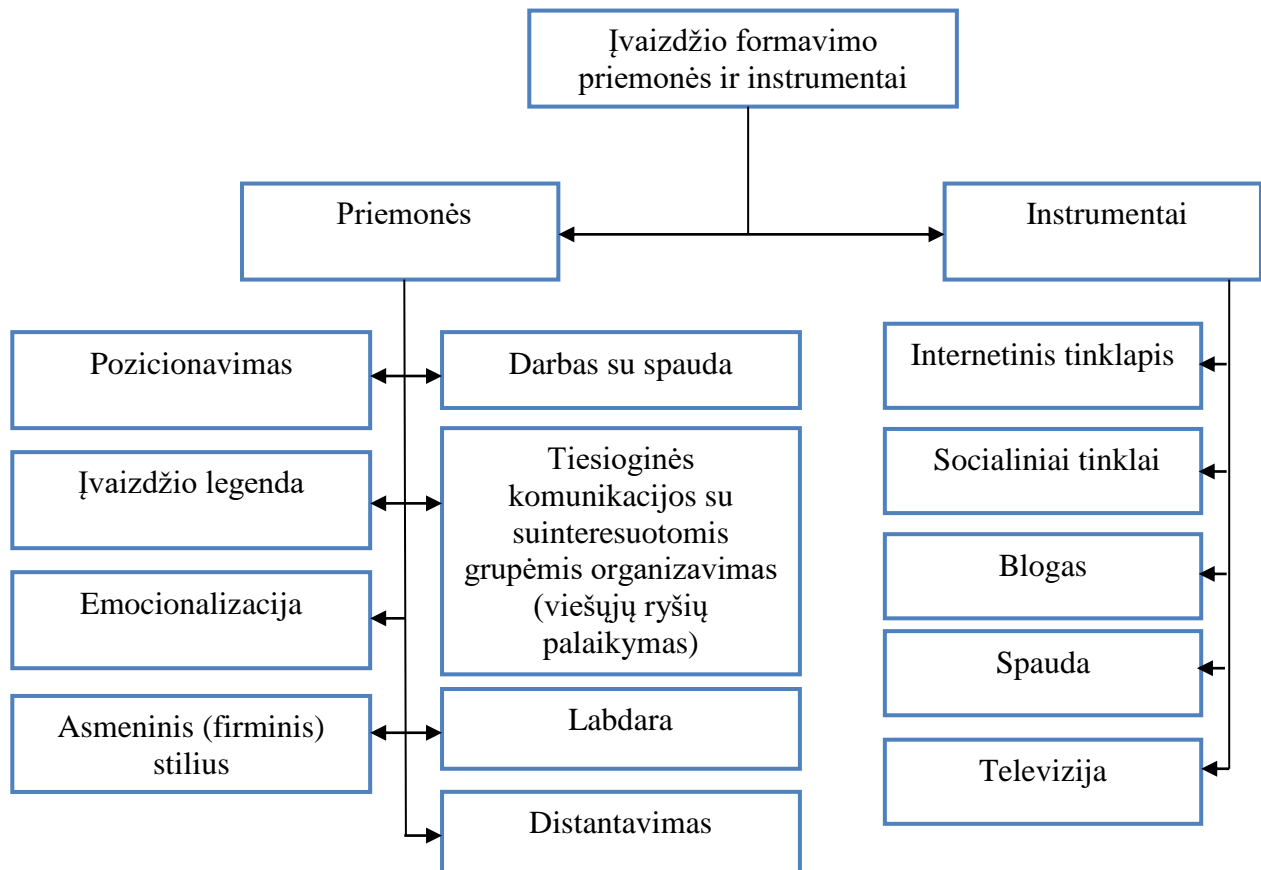 Įvaizdžio formavimo
priemonės ir instrumentai
Priemonės
Instrumentai
Pozicionavimas
Įvaizdžio legenda
Emocionalizacija
Asmeninis (firminis)
stilius
Darbas su spauda
Tiesioginės
komunikacijos su
suinteresuotomis
grupėmis organizavimas
(viešųjų ryšių
palaikymas)
Labdara
Distantavimas
Internetinis tinklapis
Socialiniai tinklai
Blogas
Spauda
Televizija